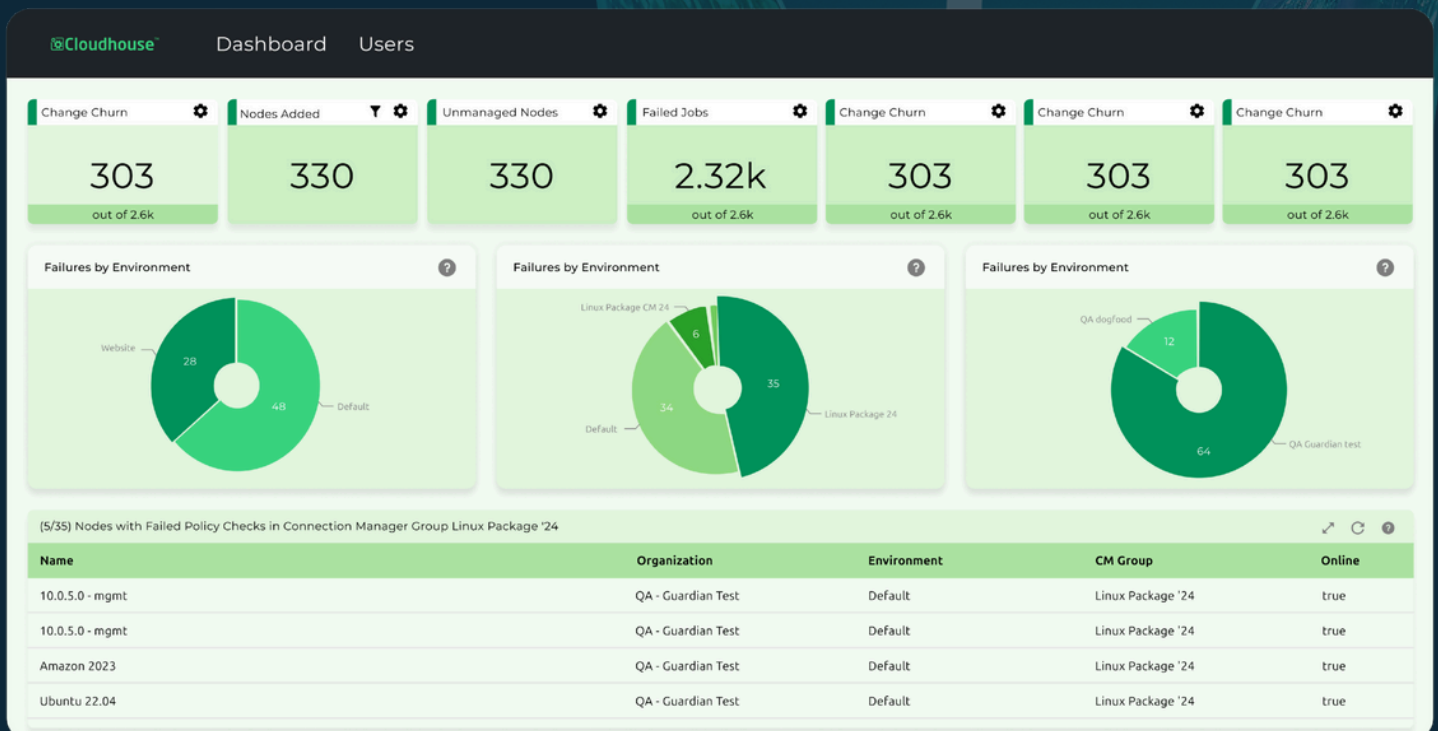 Cloudhouse™ Dashboard Users
Change Churn
303
out of 2.6k
Nodes Added
330
Unmanaged Nodes
330
Failed Jobs
2.32k
out of 2.6k
Change Churn
303
out of 2.6k
Change Churn
303
out of 2.6k
Change Churn
303
out of 2.6k
Failures by Environment ?
Website
28
48
Default
Failures by Environment ?
Linux Package CM 24
6
35
34
Linux Package 24
Default
Failures by Environment ?
QA dogfood
12
QA Guardian test
64
(5/35) Nodes with Failed Policy Checks in Connection Manager Group Linux Package '24 ?
Name Organization Environment CM Group Online
10.0.5.0 - mgmt QA - Guardian Test Default Linux Package '24 true
10.0.5.0 - mgmt QA - Guardian Test Default Linux Package '24 true
Amazon 2023 QA - Guardian Test Default Linux Package '24 true
Ubuntu 22.04 QA - Guardian Test Default Linux Package '24 true